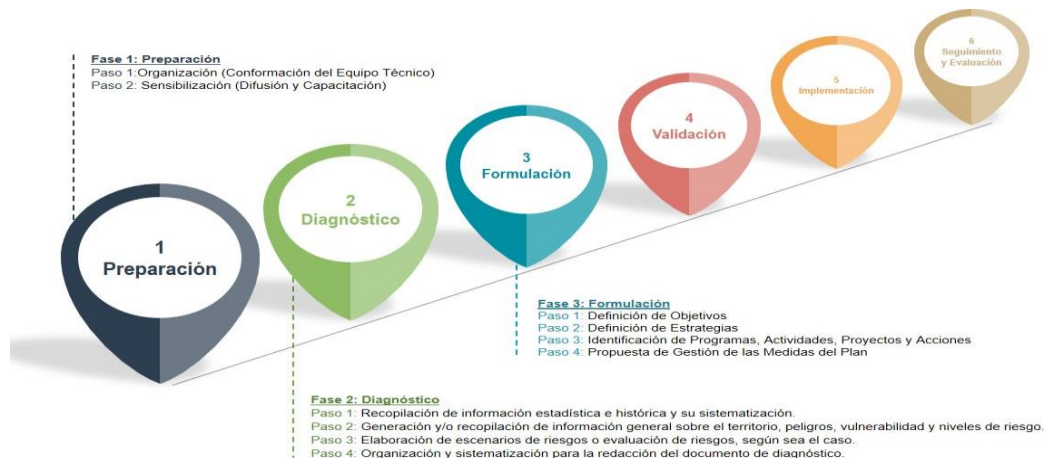 Fase 1: Preparación
Paso 1:Organización (Conformación del Equipo Técnico)
Paso 2: Sensibilización (Difusión y Capacitación)
1
Preparación
2
Diagnóstico
3
Formulación
4
Validación
5
Implementación
6
Seguimiento
y Evaluación
Fase 3: Formulación
Paso 1: Definición de Objetivos
Paso 2: Definición de Estrategias
Paso 3: Identificación de Programas, Actividades, Proyectos y Acciones
Paso 4: Propuesta de Gestión de las Medidas del Plan
Fase 2: Diagnóstico
Paso 1: Recopilación de información estadística e histórica y su sistematización.
Paso 2: Generación y/o recopilación de información general sobre el territorio, peligros, vulnerabilidad y niveles de riesgo.
Paso 3: Elaboración de escenarios de riesgos o evaluación de riesgos, según sea el caso.
Paso 4: Organización y sistematización para la redacción del documento de diagnóstico.